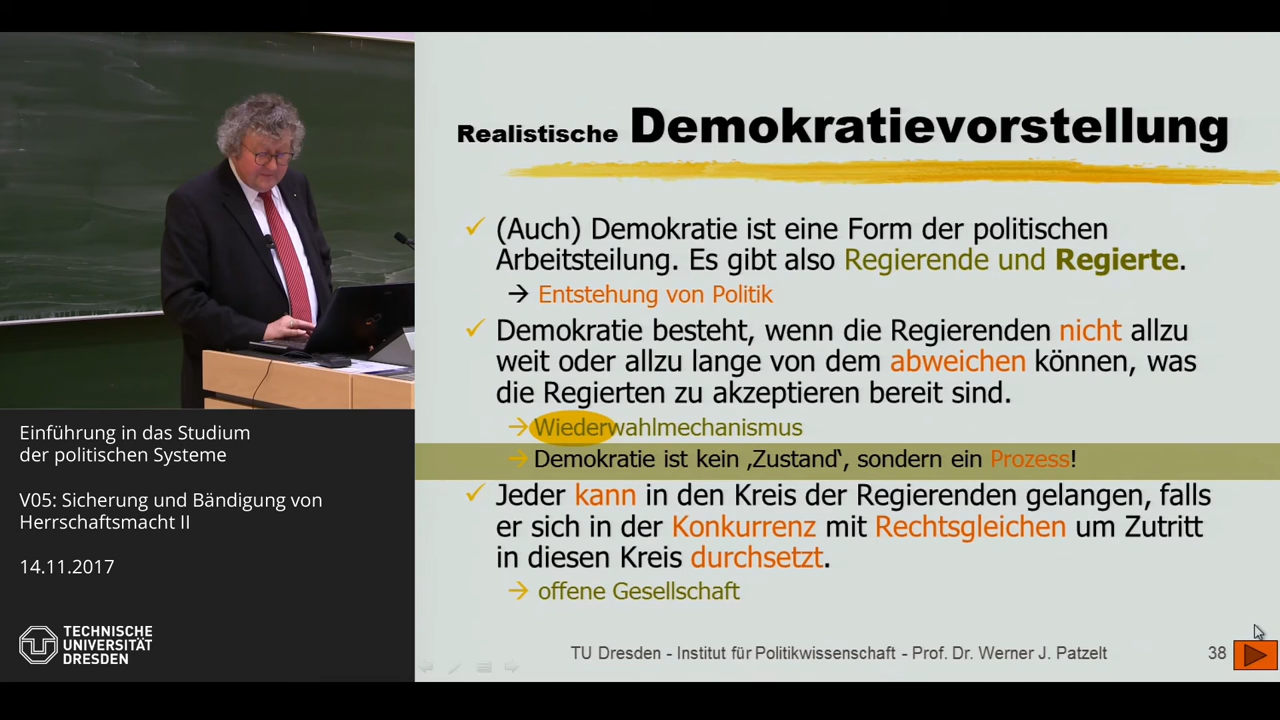 Realistische Demokratievorstellung
(Auch) Demokratie ist eine Form der politischen
Arbeitsteilung. Es gibt also Regierende und Regierte.
→ Entstehung von Politik
Demokratie besteht, wenn die Regierenden nicht allzu
weit oder allzu lange von dem abweichen können, was
die Regierten zu akzeptieren bereit sind.
→ Wiederwahlmechanismus
→ Demokratie ist kein ‚Zustand‘, sondern ein Prozess!
Jeder kann in den Kreis der Regierenden gelangen, falls
er sich in der Konkurrenz mit Rechtsgleichen um Zutritt
in diesen Kreis durchsetzt.
→ offene Gesellschaft
TU Dresden - Institut für Politikwissenschaft - Prof. Dr. Werner J. Patzelt 38
Einführung in das Studium
der politischen Systeme
V05: Sicherung und Bändigung von
Herrschaftsmacht II
14.11.2017
TECHNISCHE
UNIVERSITÄT
DRESDEN